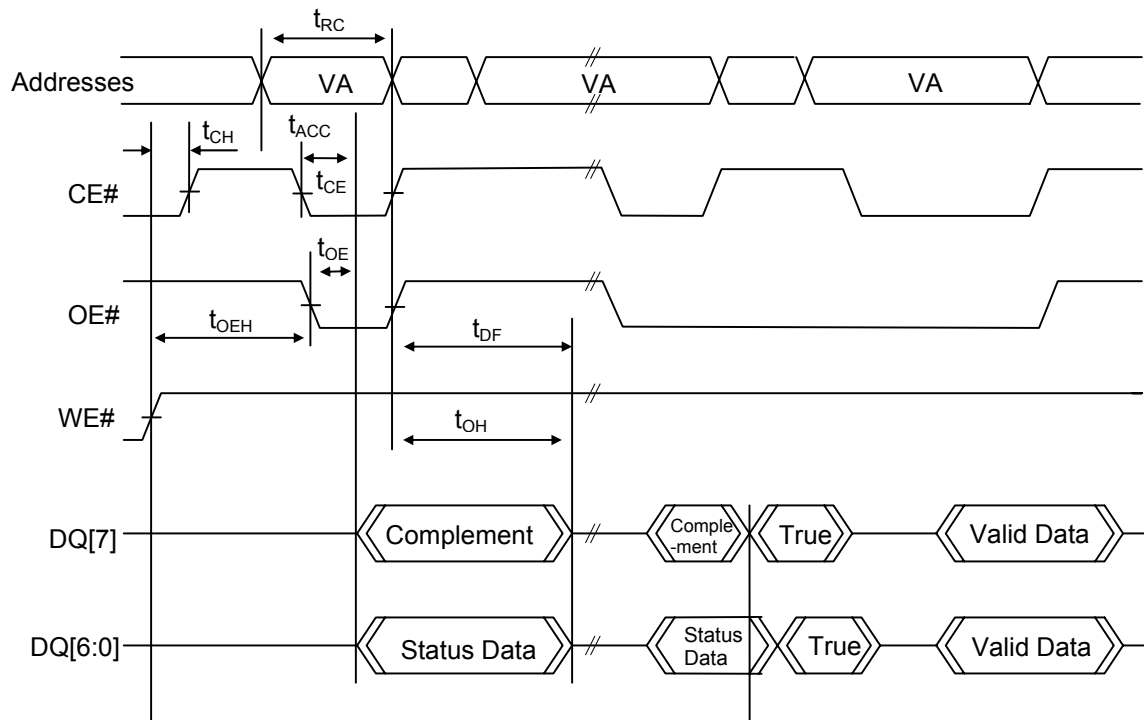 tRC
Addresses VA VA VA
tCH tACC
CE# tCE
tOE
OE#
tOEH tDF
WE#
tOH
DQ[7] Complement Comple
-ment True Valid Data
DQ[6:0] Status Data Status
Data True Valid Data